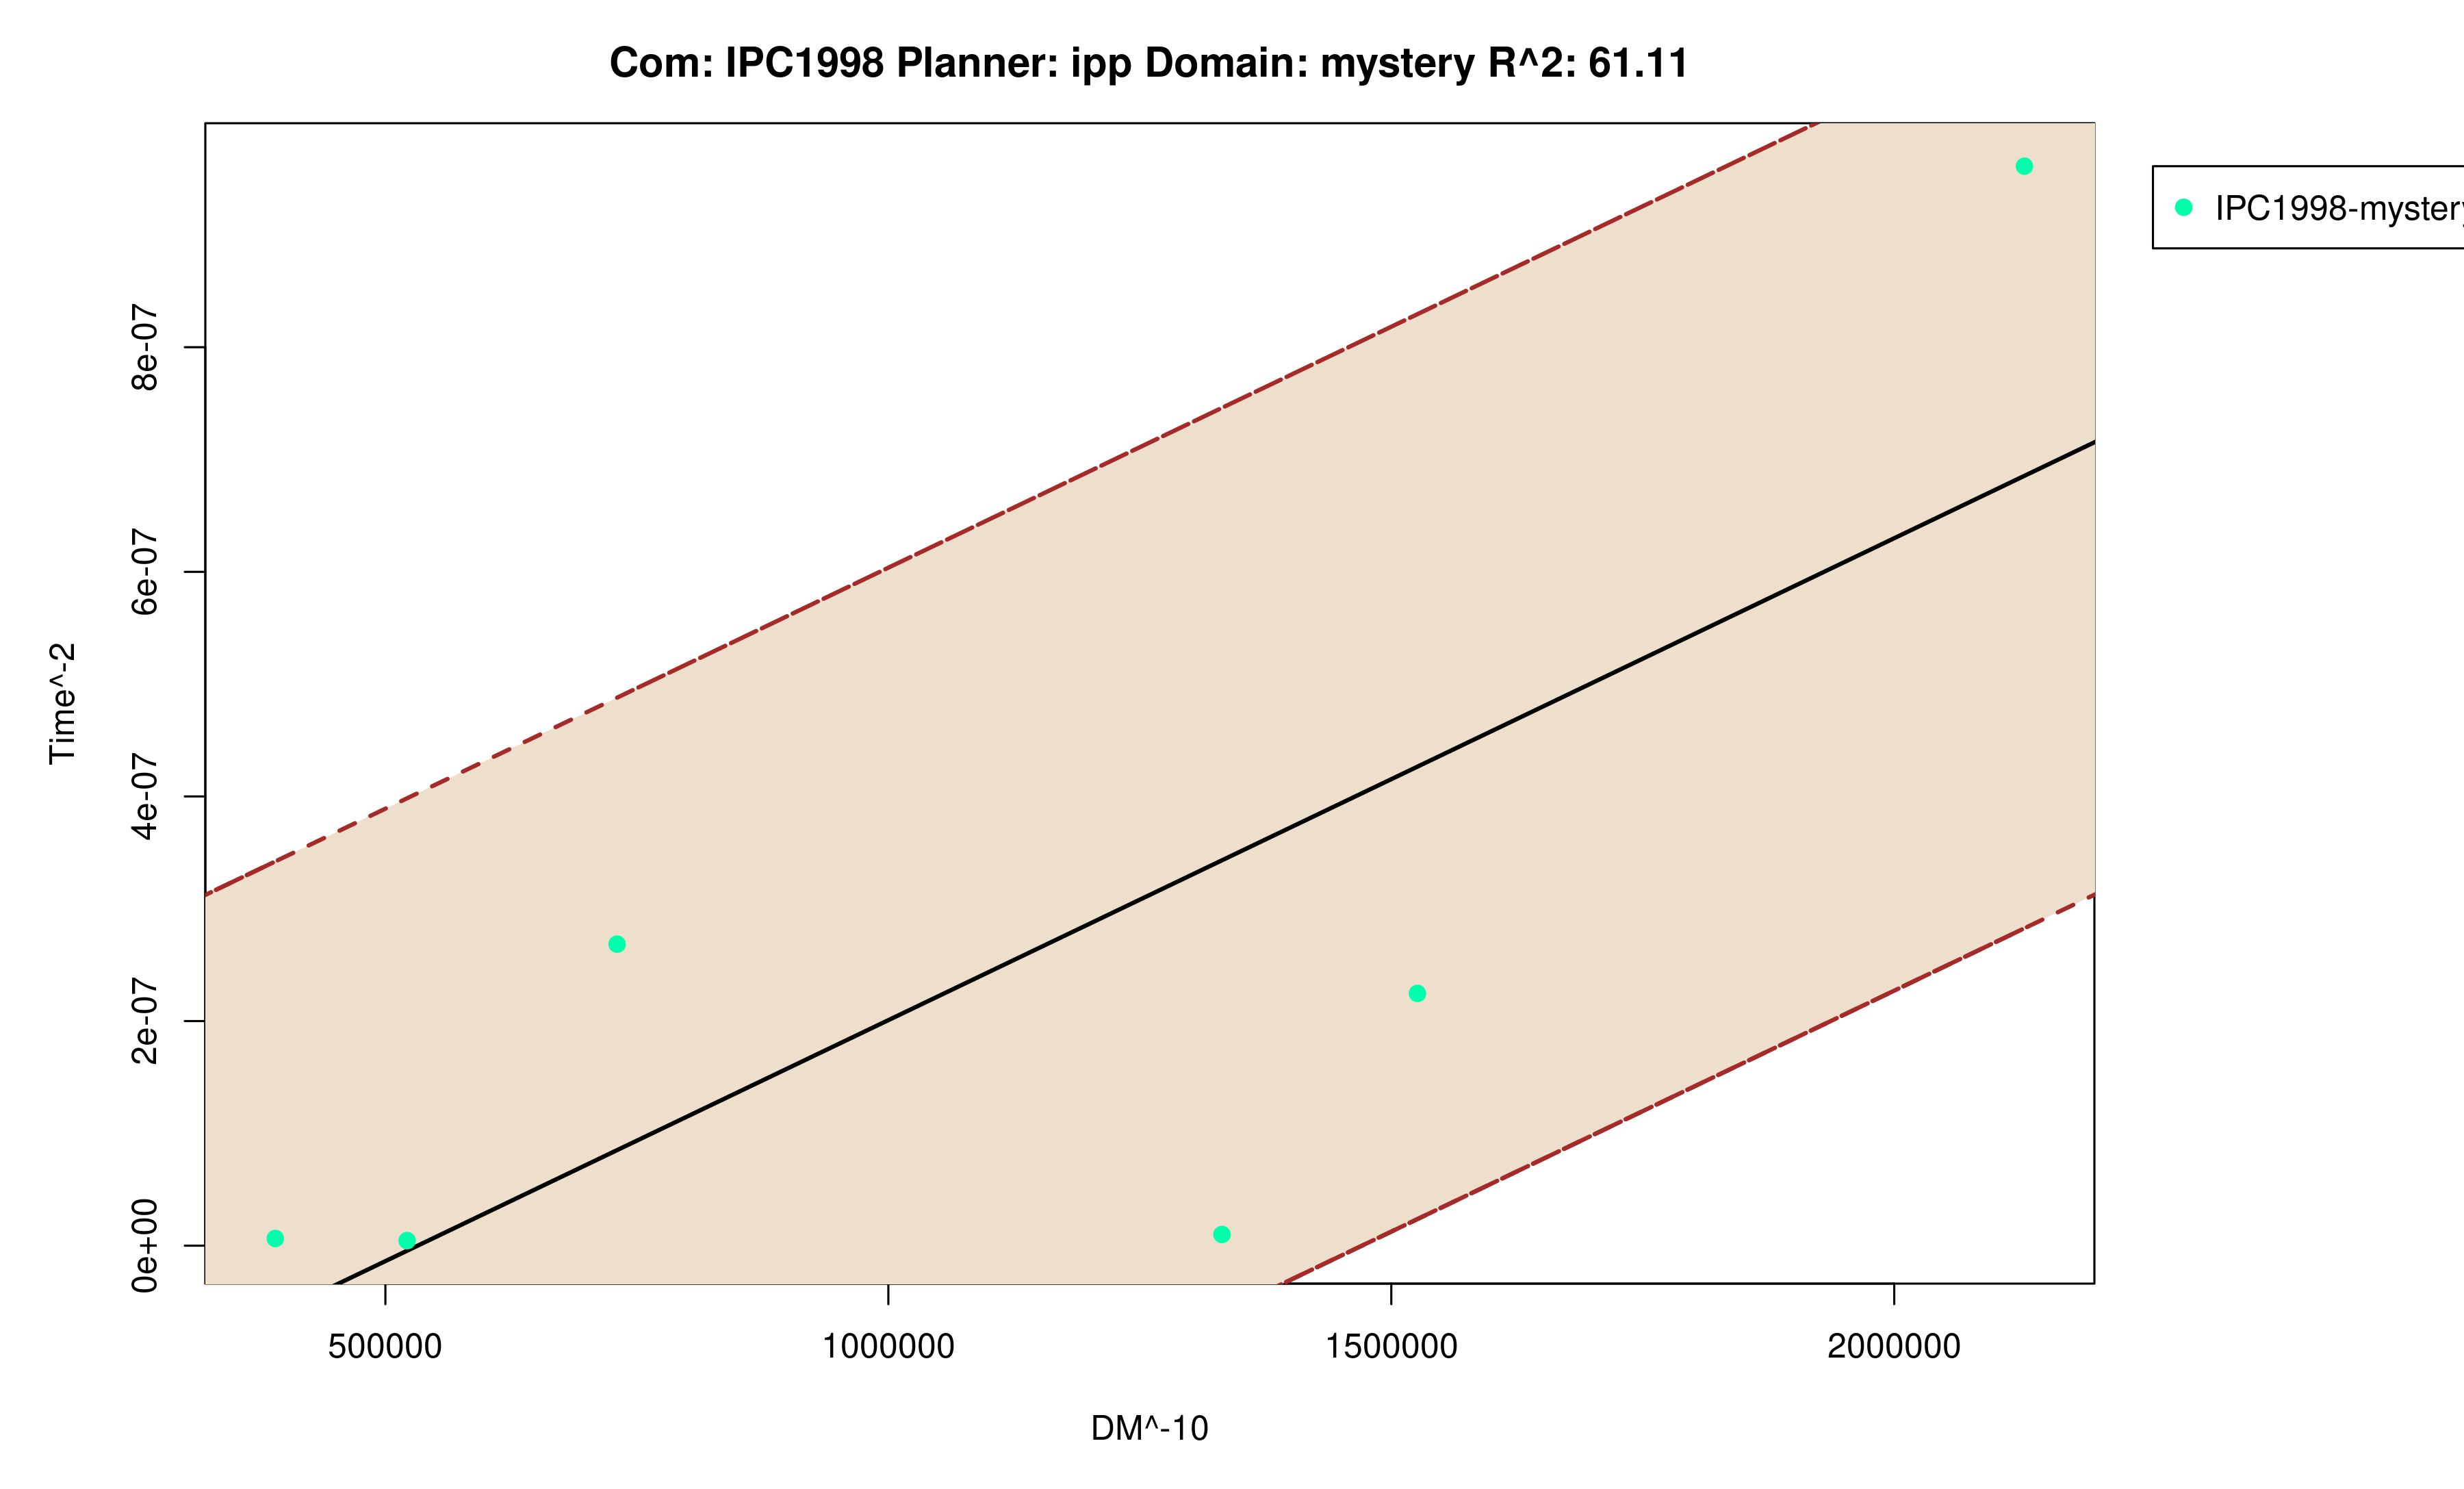 Com: IPC1998 Planner: ipp Domain: mystery R^2: 61.11
IPC1998-mystery
8e-07
6e-07
4e-07
2e-07
0e+00
Time^-2
500000 1000000 1500000 2000000
DM^-10